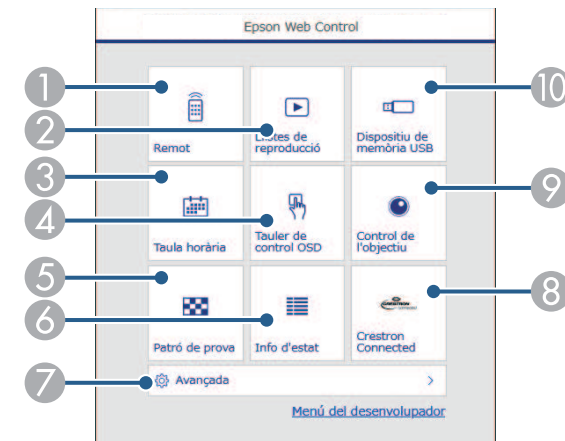 Epson Web Control
1
Remot
2
Llistes de
reproducció
10
Dispositiu de
memòria USB
3
Taula horària
4
Tauler de
control OSD
9
Control de
l'objectiu
5
Patró de prova
6
Info d'estat
8
CRESTRON
Crestron
Connected
7
Avançada
Menú del desenvolupador